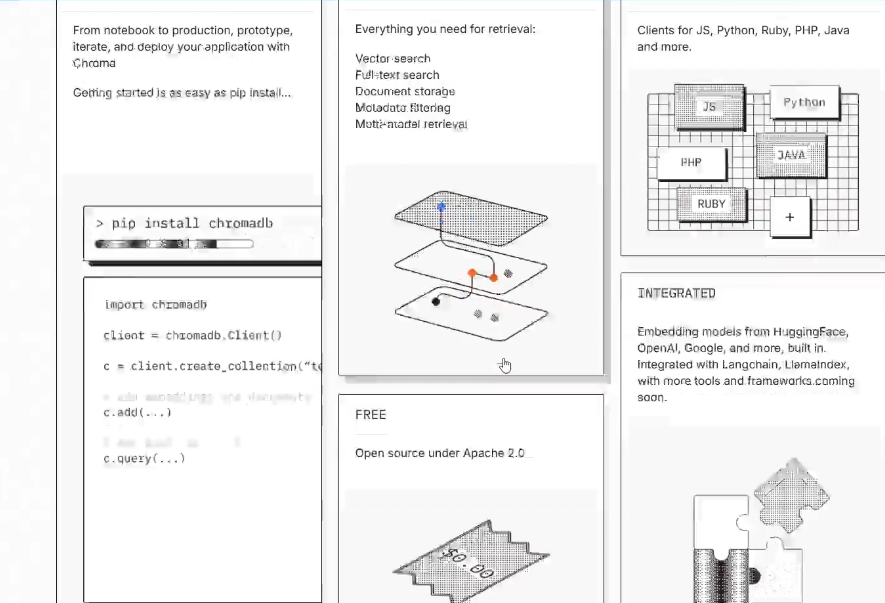 From notebook to production, prototype,
iterate, and deploy your application with
Chroma
Getting started is as easy as pip install...
> pip install chromadb
import chromadb
client = chromadb.Client()
c = client.create_collention("te
c.add(...)
c.query(...)
Everything you need for retrieval:
Vector search
Full-text search
Document storage
Metadata filtering
Multi-modal retrieval
FREE
Open source under Apache 2.0
$0.00
Clients for JS, Python, Ruby, PHP, Java
and more.
JS
Python
PHP
JAVA
RUBY
+
INTEGRATED
Embedding models from HuggingFace,
OpenAI, Google, and more, built in.
Integrated with Langchain, LlamaIndex,
with more tools and frameworks coming
soon.